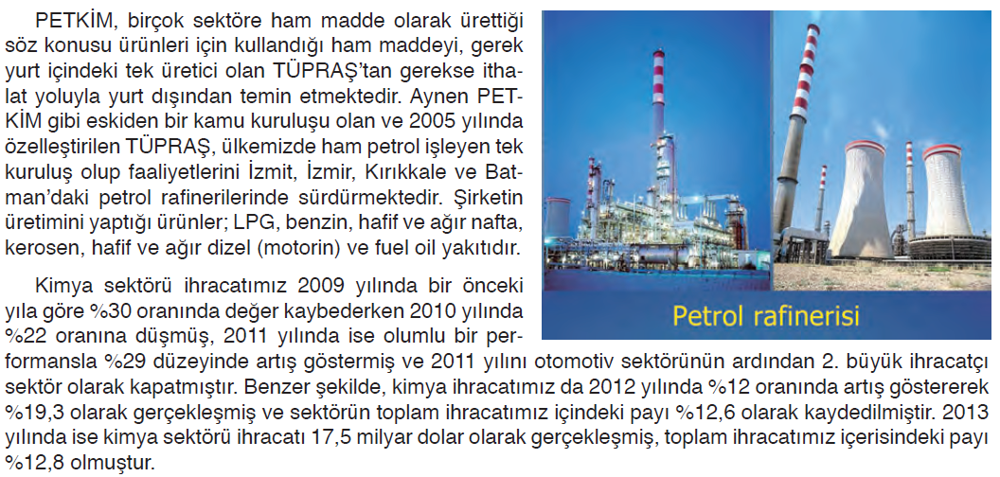 PETKİM, birçok sektöre ham madde olarak ürettiği
söz konusu ürünleri için kullandığı ham maddeyi, gerek
yurt içindeki tek üretici olan TÜPRAŞ’tan gerekse itha-
lat yoluyla yurt dışından temin etmektedir. Aynen PET-
KİM gibi eskiden bir kamu kuruluşu olan ve 2005 yılında
özelleştirilen TÜPRAŞ, ülkemizde ham petrol işleyen tek
kuruluş olup faaliyetlerini İzmit, İzmir, Kırıkkale ve Bat-
man’daki petrol rafinerilerinde sürdürmektedir. Şirketin
üretimini yaptığı ürünler; LPG, benzin, hafif ve ağır nafta,
kerosen, hafif ve ağır dizel (motorin) ve fuel oil yakıtıdır.
Kimya sektörü ihracatımız 2009 yılında bir önceki
yıla göre %30 oranında değer kaybederken 2010 yılında
%22 oranına düşmüş, 2011 yılında ise olumlu bir per-
formansla %29 düzeyinde artış göstermiş ve 2011 yılını otomotiv sektörünün ardından 2. büyük ihracatçı
sektör olarak kapatmıştır. Benzer şekilde, kimya ihracatımız da 2012 yılında %12 oranında artış göstererek
%19,3 olarak gerçekleşmiş ve sektörün toplam ihracatımız içindeki payı %12,6 olarak kaydedilmiştir. 2013
yılında ise kimya sektörü ihracatı 17,5 milyar dolar olarak gerçekleşmiş, toplam ihracatımız içerisindeki payı
%12,8 olmuştur.
Petrol rafinerisi